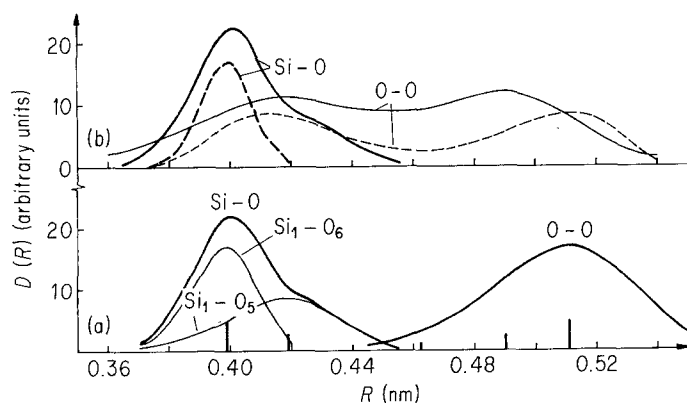 D (R) (arbitrary units)
20
10
0
(b)
Si–O
O–O
20
10
(a)
Si–O
Si₁–O₆
Si₁–O₅
O–O
0.36
0.40
0.44
0.48
0.52
R (nm)